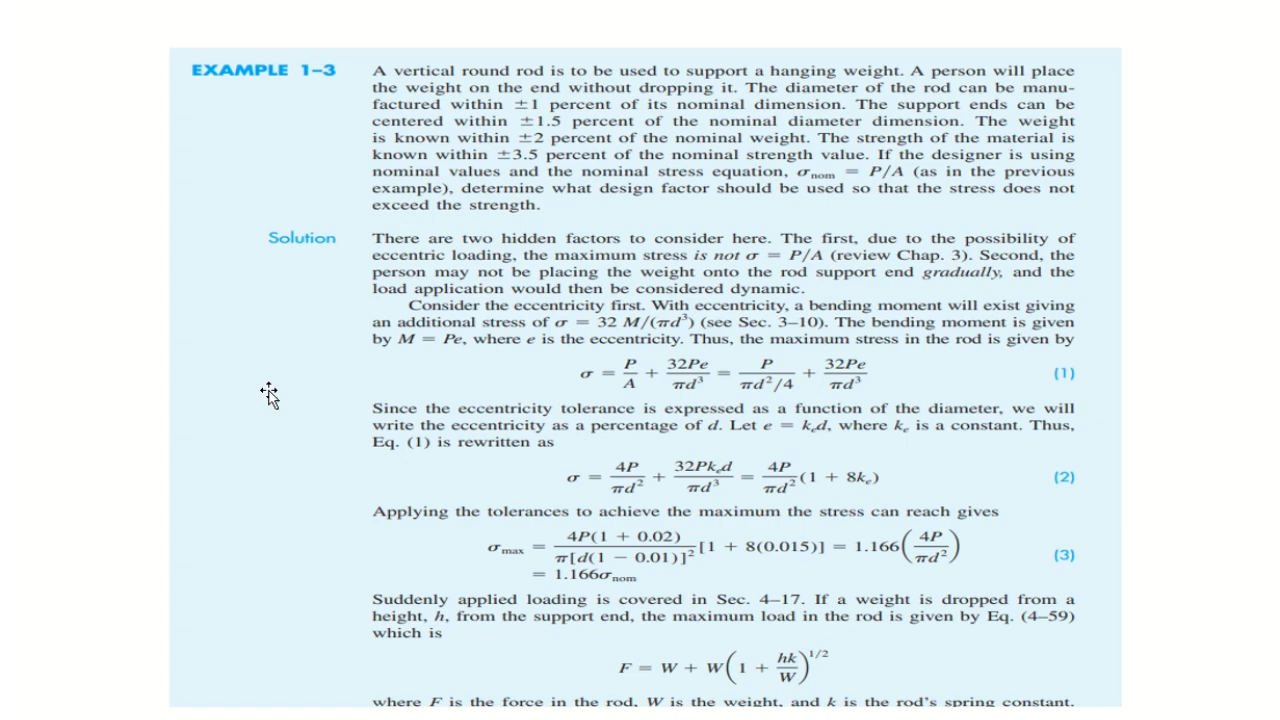 EXAMPLE 1–3
A vertical round rod is to be used to support a hanging weight. A person will place
the weight on the end without dropping it. The diameter of the rod can be manu-
factured within ±1 percent of its nominal dimension. The support ends can be
centered within ±1.5 percent of the nominal diameter dimension. The weight
is known within ±2 percent of the nominal weight. The strength of the material is
known within ±3.5 percent of the nominal strength value. If the designer is using
nominal values and the nominal stress equation, σnom = P/A (as in the previous
example), determine what design factor should be used so that the stress does not
exceed the strength.
Solution
There are two hidden factors to consider here. The first, due to the possibility of
eccentric loading, the maximum stress is not σ = P/A (review Chap. 3). Second, the
person may not be placing the weight onto the rod support end gradually, and the
load application would then be considered dynamic.
Consider the eccentricity first. With eccentricity, a bending moment will exist giving
an additional stress of σ = 32 M/(πd³) (see Sec. 3–10). The bending moment is given
by M = Pe, where e is the eccentricity. Thus, the maximum stress in the rod is given by
σ = P/A + 32Pe/πd³ = P/(πd²/4) + 32Pe/πd³ (1)
Since the eccentricity tolerance is expressed as a function of the diameter, we will
write the eccentricity as a percentage of d. Let e = kₑd, where kₑ is a constant. Thus,
Eq. (1) is rewritten as
σ = 4P/πd² + 32Pkₑd/πd³ = 4P/πd² (1 + 8kₑ) (2)
Applying the tolerances to achieve the maximum the stress can reach gives
σmax = 4P(1 + 0.02)/π[d(1 − 0.01)]² [1 + 8(0.015)] = 1.166(4P/πd²) (3)
= 1.166σnom
Suddenly applied loading is covered in Sec. 4–17. If a weight is dropped from a
height, h, from the support end, the maximum load in the rod is given by Eq. (4–59)
which is
F = W + W(1 + hk/W)^1/2
where F is the force in the rod, W is the weight, and k is the rod's spring constant.